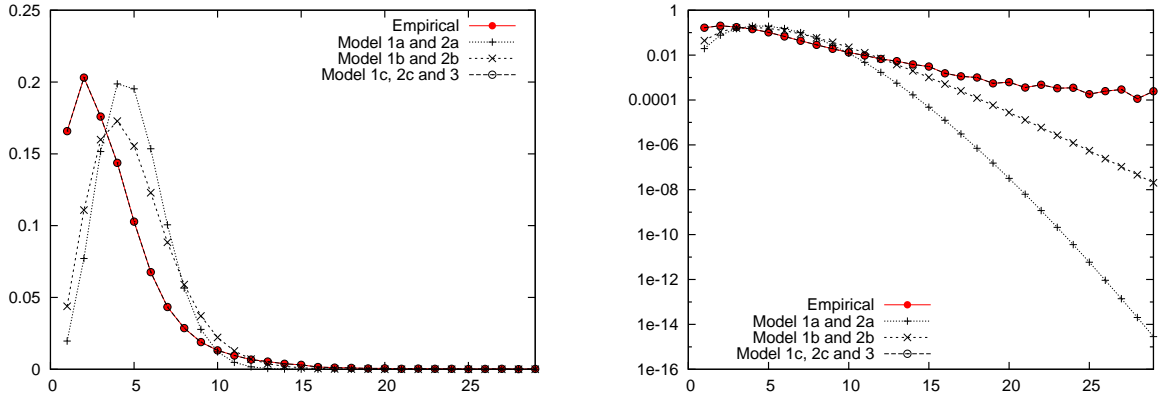 0.25
0.2
0.15
0.1
0.05
0
0 5 10 15 20 25
Empirical
Model 1a and 2a
Model 1b and 2b
Model 1c, 2c and 3
1
0.01
0.0001
1e-06
1e-08
1e-10
1e-12
1e-14
1e-16
0 5 10 15 20 25
Empirical
Model 1a and 2a
Model 1b and 2b
Model 1c, 2c and 3